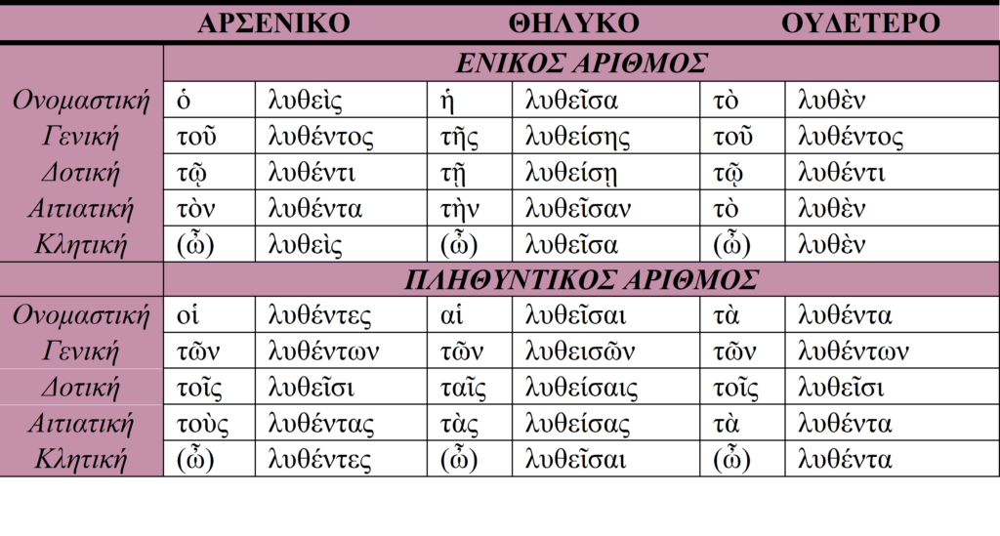 ΑΡΣΕΝΙΚΟ ΘΗΛΥΚΟ ΟΥΔΕΤΕΡΟ
ΕΝΙΚΟΣ ΑΡΙΘΜΟΣ
Ονομαστική ὁ λυθεὶς ἡ λυθεῖσα τὸ λυθὲν
Γενική τοῦ λυθέντος τῆς λυθείσης τοῦ λυθέντος
Δοτική τῷ λυθέντι τῇ λυθείσῃ τῷ λυθέντι
Αιτιατική τὸν λυθέντα τὴν λυθεῖσαν τὸ λυθὲν
Κλητική (ὦ) λυθεὶς (ὦ) λυθεῖσα (ὦ) λυθὲν
ΠΛΗΘΥΝΤΙΚΟΣ ΑΡΙΘΜΟΣ
Ονομαστική οἱ λυθέντες αἱ λυθεῖσαι τὰ λυθέντα
Γενική τῶν λυθέντων τῶν λυθεισῶν τῶν λυθέντων
Δοτική τοῖς λυθεῖσι ταῖς λυθείσαις τοῖς λυθεῖσι
Αιτιατική τοὺς λυθέντας τὰς λυθείσας τὰ λυθέντα
Κλητική (ὦ) λυθέντες (ὦ) λυθεῖσαι (ὦ) λυθέντα